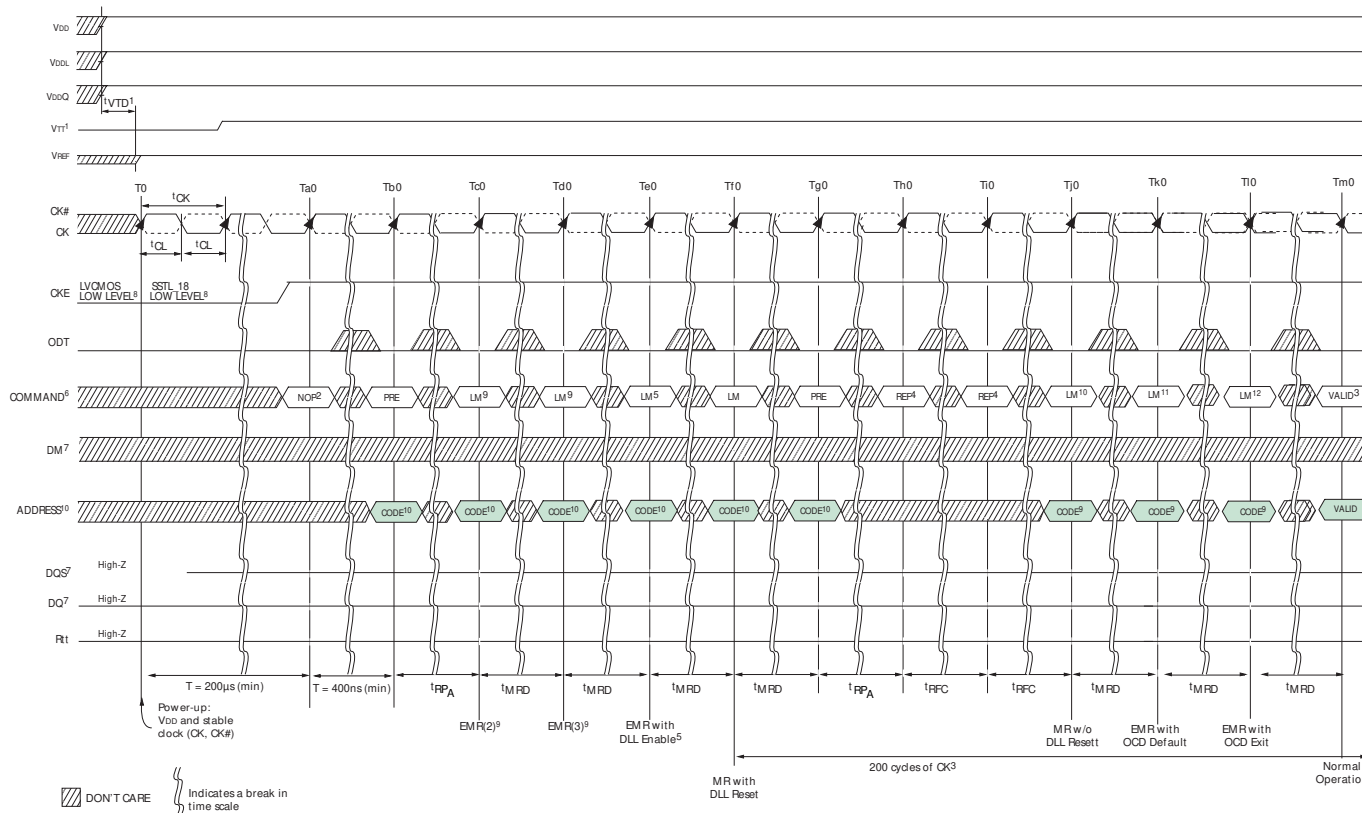 VDD
VDDL
VDDQ
tVTD1
VTT1
VREF
T0 Ta0 Tb0 Tc0 Td0 Te0 Tf0 Tg0 Th0 Ti0 Tj0 Tk0 Tl0 Tm0
tCK
CK#
CK
tCL tCL
CKE
LVCMOS
LOW LEVEL8
SSTL_18
LOW LEVEL8
ODT
COMMAND6 NOP2 PRE LM9 LM9 LM5 LM PRE REF4 REF4 LM10 LM11 LM12 VALID3
DM7
ADDRESS10 CODE10 CODE10 CODE10 CODE10 CODE10 CODE10 CODE9 CODE9 CODE9 VALID
DQS7 High-Z
DQ7 High-Z
Rtt High-Z
T = 200µs (min) T = 400ns (min) tRPA tMRD tMRD tMRD tMRD tRPA tRFC tRFC tMRD tMRD tMRD
Power-up:
VDD and stable
clock (CK, CK#)
EMR(2)9
EMR(3)9
EMR with
DLL Enable5
MR w/o
DLL Resett
EMR with
OCD Default
EMR with
OCD Exit
200 cycles of CK3
MR with
DLL Reset
Normal
Operatio
DON'T CARE
Indicates a break in
time scale